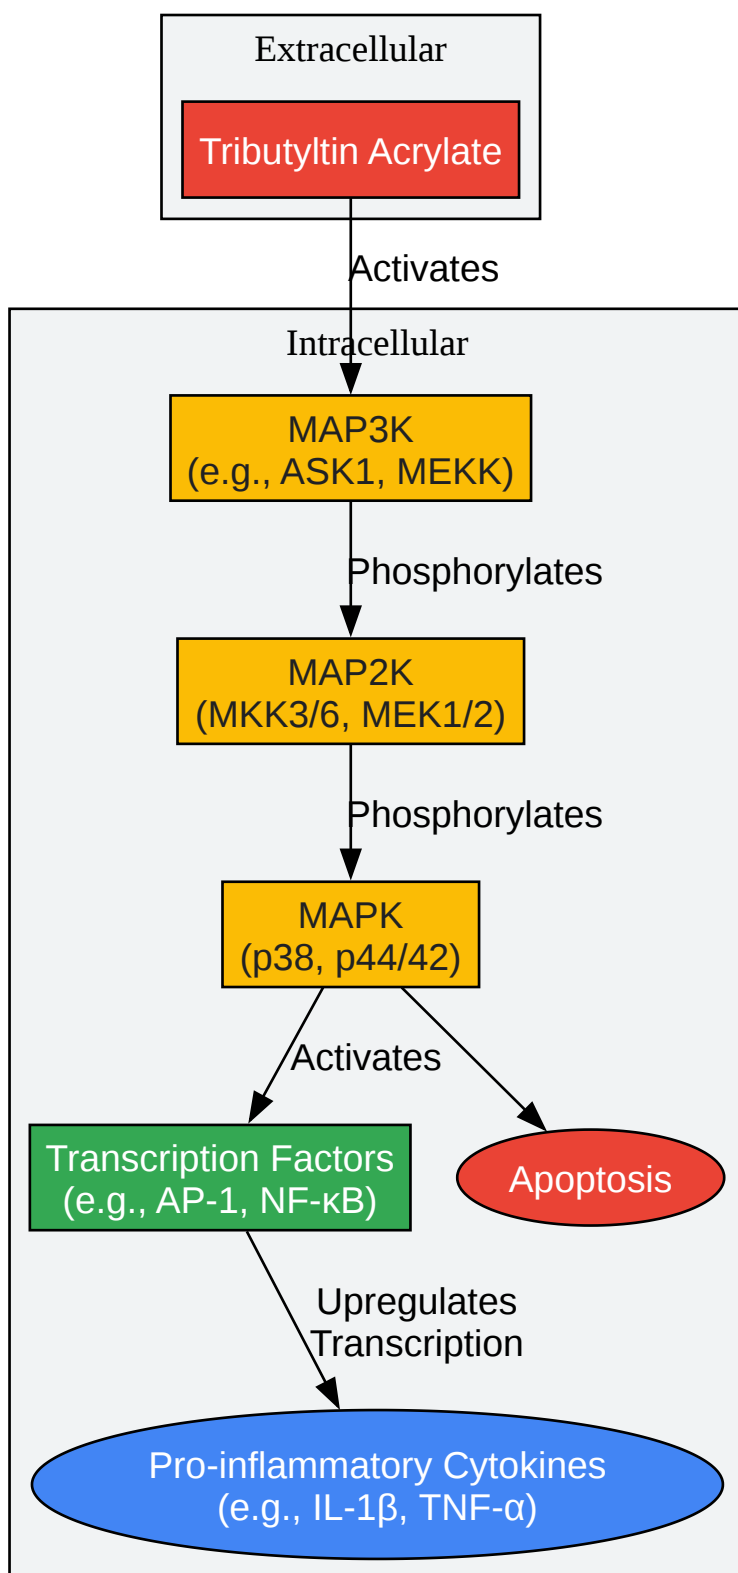 Extracellular
Tributyltin Acrylate
Activates
Intracellular
MAP3K
(e.g., ASK1, MEKK)
Phosphorylates
MAP2K
(MKK3/6, MEK1/2)
Phosphorylates
MAPK
(p38, p44/42)
Activates
Transcription Factors
(e.g., AP-1, NF-κB)
Apoptosis
Upregulates
Transcription
Pro-inflammatory Cytokines
(e.g., IL-1β, TNF-α)